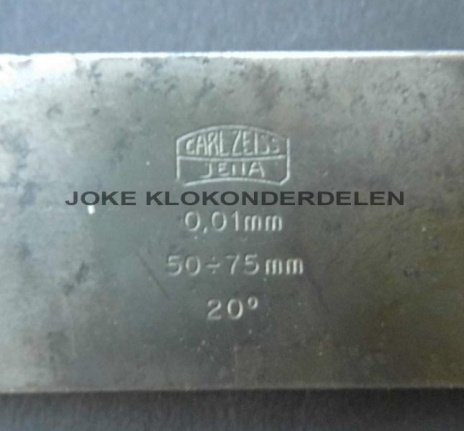 CARL ZEISS
JENA
JOKE KLOKONDERDELEN
0,01mm
50÷75mm
20°